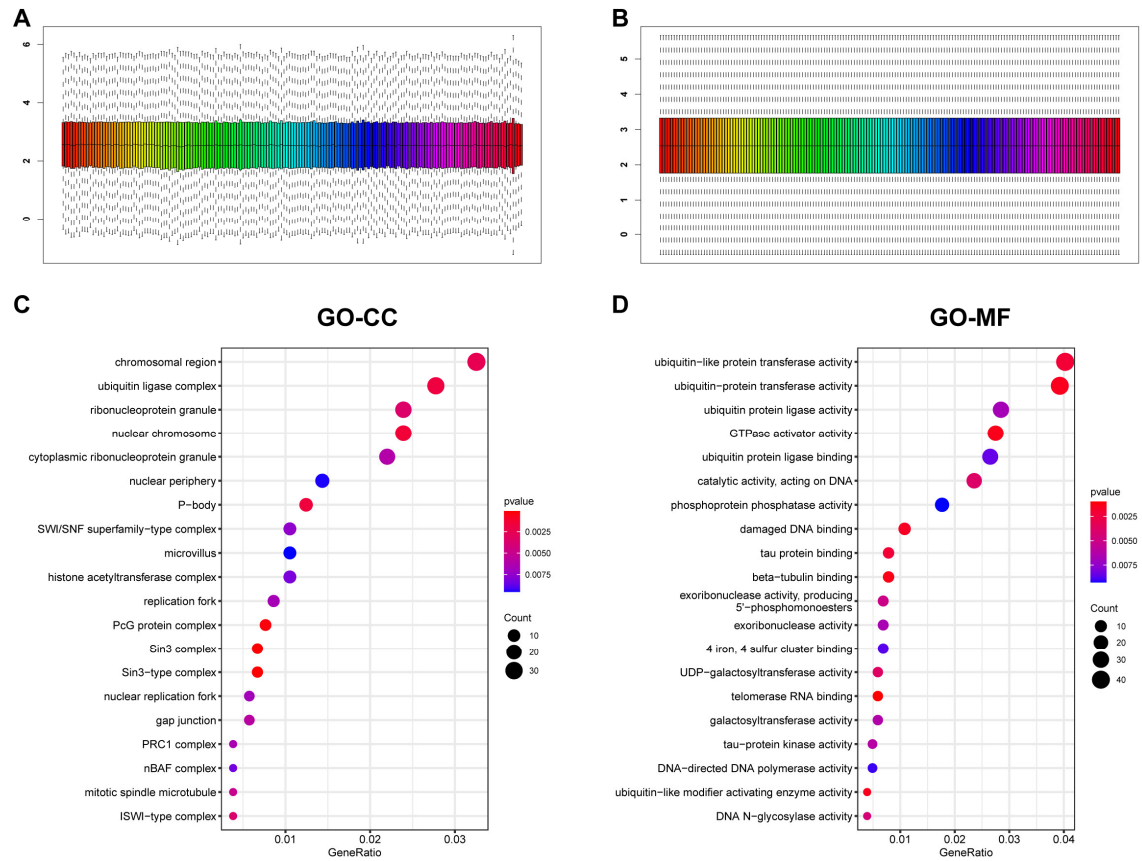 A
6
4
2
0
B
5
4
3
2
1
0
C
GO-CC
chromosomal region
ubiquitin ligase complex
ribonucleoprotein granule
nuclear chromosome
cytoplasmic ribonucleoprotein granule
nuclear periphery
P-body
SWI/SNF superfamily-type complex
microvillus
histone acetyltransferase complex
replication fork
PcG protein complex
Sin3 complex
Sin3-type complex
nuclear replication fork
gap junction
PRC1 complex
nBAF complex
mitotic spindle microtubule
ISWI-type complex
0.01 0.02 0.03
GeneRatio
pvalue
0.0025
0.0050
0.0075
Count
10
20
30
D
GO-MF
ubiquitin-like protein transferase activity
ubiquitin-protein transferase activity
ubiquitin protein ligase activity
GTPase activator activity
ubiquitin protein ligase binding
catalytic activity, acting on DNA
phosphoprotein phosphatase activity
damaged DNA binding
tau protein binding
beta-tubulin binding
exoribonuclease activity, producing
5'-phosphomonoesters
exoribonuclease activity
4 iron, 4 sulfur cluster binding
UDP-galactosyltransferase activity
telomerase RNA binding
galactosyltransferase activity
tau-protein kinase activity
DNA-directed DNA polymerase activity
ubiquitin-like modifier activating enzyme activity
DNA N-glycosylase activity
0.01 0.02 0.03 0.04
GeneRatio
pvalue
0.0025
0.0050
0.0075
Count
10
20
30
40